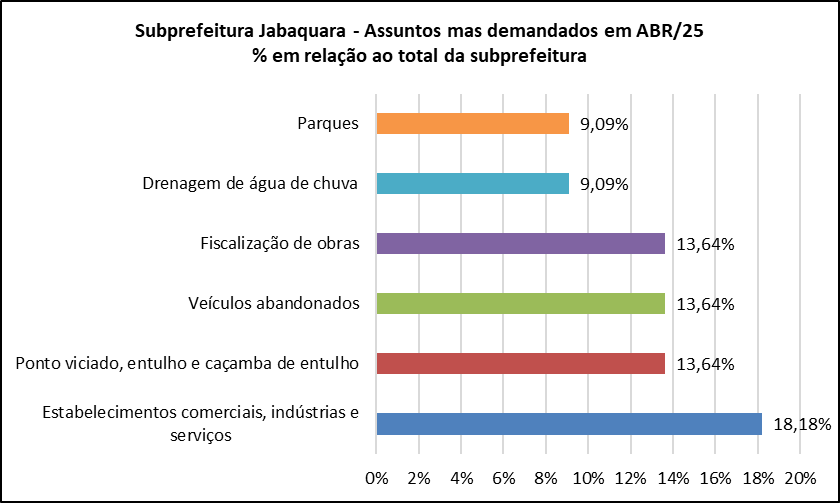 Subprefeitura Jabaquara - Assuntos mas demandados em ABR/25
% em relação ao total da subprefeitura
Parques
9,09%
Drenagem de água de chuva
9,09%
Fiscalização de obras
13,64%
Veículos abandonados
13,64%
Ponto viciado, entulho e caçamba de entulho
13,64%
Estabelecimentos comerciais, indústrias e
serviços
18,18%
0% 2% 4% 6% 8% 10% 12% 14% 16% 18% 20%